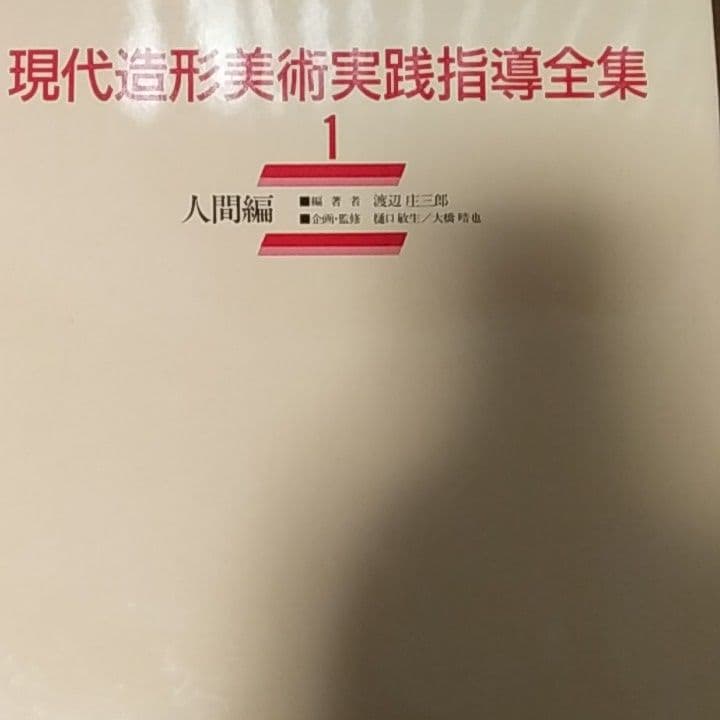 現代造形美術実践指導全集
1
人間編
■編著者 渡辺庄三郎
■企画・監修 樋口敏生／大橋晧也